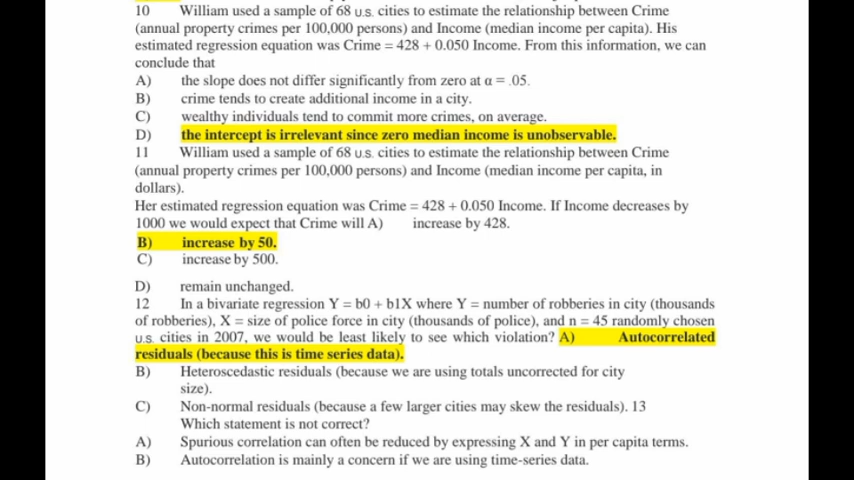 10 William used a sample of 68 U.S. cities to estimate the relationship between Crime
(annual property crimes per 100,000 persons) and Income (median income per capita). His
estimated regression equation was Crime = 428 + 0.050 Income. From this information, we can
conclude that
A) the slope does not differ significantly from zero at α = .05.
B) crime tends to create additional income in a city.
C) wealthy individuals tend to commit more crimes, on average.
D) the intercept is irrelevant since zero median income is unobservable.
11 William used a sample of 68 U.S. cities to estimate the relationship between Crime
(annual property crimes per 100,000 persons) and Income (median income per capita, in
dollars).
Her estimated regression equation was Crime = 428 + 0.050 Income. If Income decreases by
1000 we would expect that Crime will A) increase by 428.
B) increase by 50.
C) increase by 500.
D) remain unchanged.
12 In a bivariate regression Y = b0 + b1X where Y = number of robberies in city (thousands
of robberies), X = size of police force in city (thousands of police), and n = 45 randomly chosen
U.S. cities in 2007, we would be least likely to see which violation? A) Autocorrelated
residuals (because this is time series data).
B) Heteroscedastic residuals (because we are using totals uncorrected for city
size).
C) Non-normal residuals (because a few larger cities may skew the residuals). 13
Which statement is not correct?
A) Spurious correlation can often be reduced by expressing X and Y in per capita terms.
B) Autocorrelation is mainly a concern if we are using time-series data.